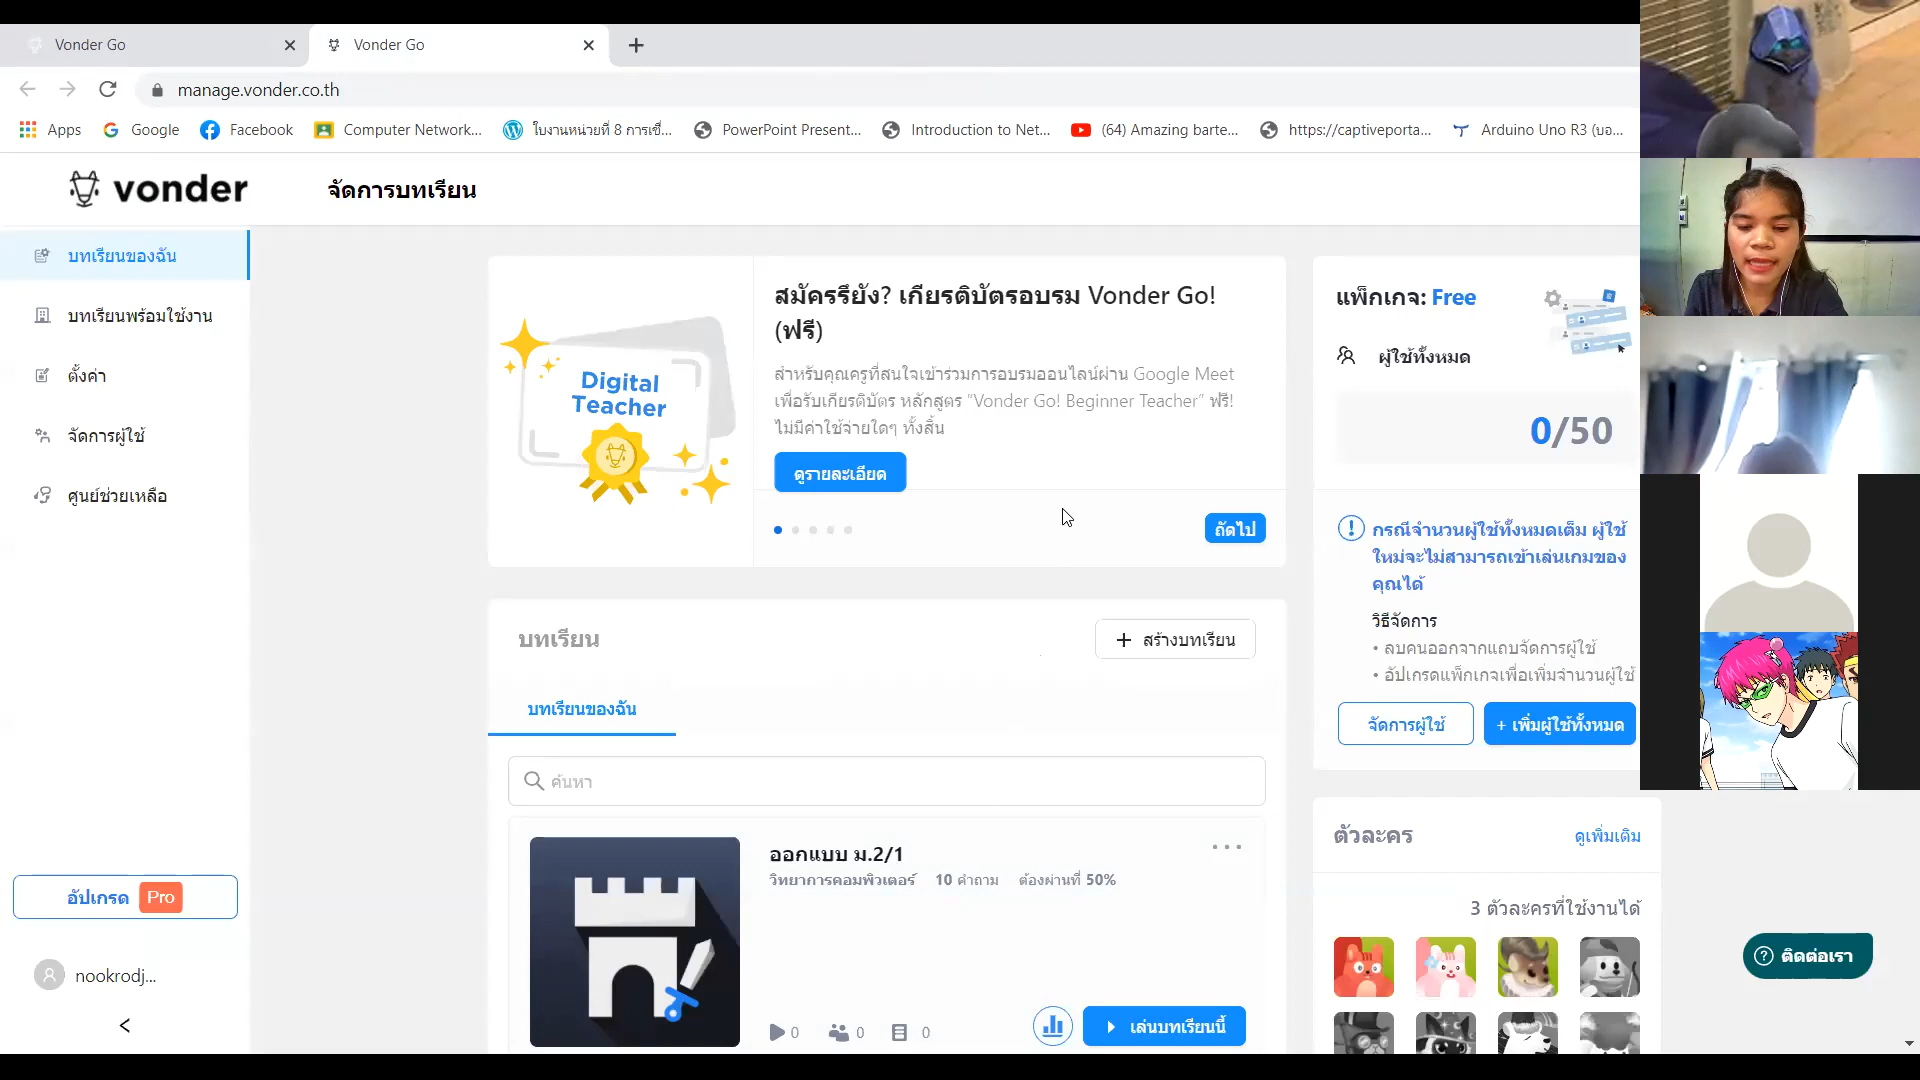 Vonder Go
Vonder Go
manage.vonder.co.th
Apps
Google
Facebook
Computer Network...
ใบงานหน่วยที่ 8 การเชื่...
PowerPoint Present...
Introduction to Net...
(64) Amazing barte...
https://captiveporta...
Arduino Uno R3 (บอ...
vonder
จัดการบทเรียน
บทเรียนของฉัน
บทเรียนพร้อมใช้งาน
ตั้งค่า
จัดการผู้ใช้
ศูนย์ช่วยเหลือ
อัปเกรด Pro
nookrodj...
Digital
Teacher
สมัครรึยัง? เกียรติบัตรอบรม Vonder Go!
(ฟรี)
สำหรับคุณครูที่สนใจเข้าร่วมการอบรมออนไลน์ผ่าน Google Meet
เพื่อรับเกียรติบัตร หลักสูตร "Vonder Go! Beginner Teacher" ฟรี!
ไม่มีค่าใช้จ่ายใดๆ ทั้งสิ้น
ดูรายละเอียด
ถัดไป
บทเรียน
+ สร้างบทเรียน
บทเรียนของฉัน
ค้นหา
ออกแบบ ม.2/1
วิทยาการคอมพิวเตอร์ 10 คำถาม ต้องผ่านที่ 50%
0 0 0
เล่นบทเรียนนี้
แพ็กเกจ: Free
ผู้ใช้ทั้งหมด
0/50
กรณีจำนวนผู้ใช้ทั้งหมดเต็ม ผู้ใช้
ใหม่จะไม่สามารถเข้าเล่นเกมของ
คุณได้
วิธีจัดการ
• ลบคนออกจากแถบจัดการผู้ใช้
• อัปเกรดแพ็กเกจเพื่อเพิ่มจำนวนผู้ใช้
จัดการผู้ใช้
+ เพิ่มผู้ใช้ทั้งหมด
ตัวละคร
ดูเพิ่มเติม
3 ตัวละครที่ใช้งานได้
ติดต่อเรา